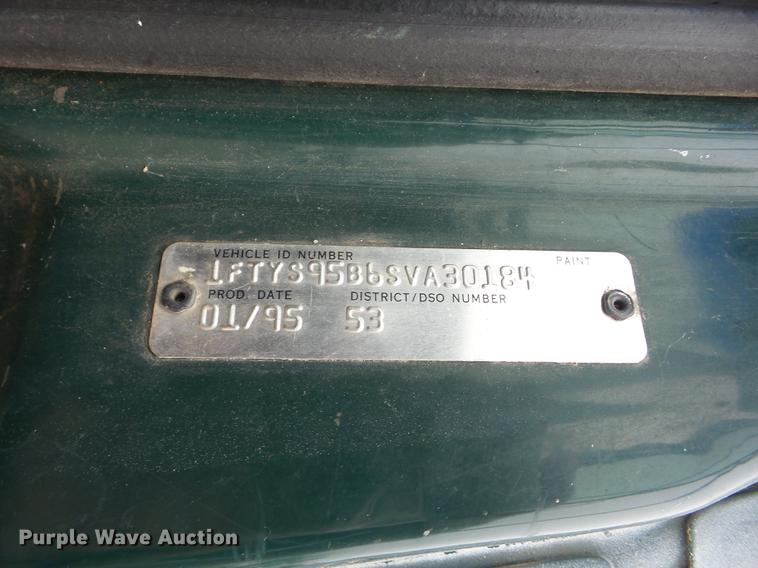 VEHICLE ID NUMBER PAINT
1FTYS95B6SVA30184
PROD. DATE DISTRICT/DSO NUMBER
01/95 53
Purple Wave Auction